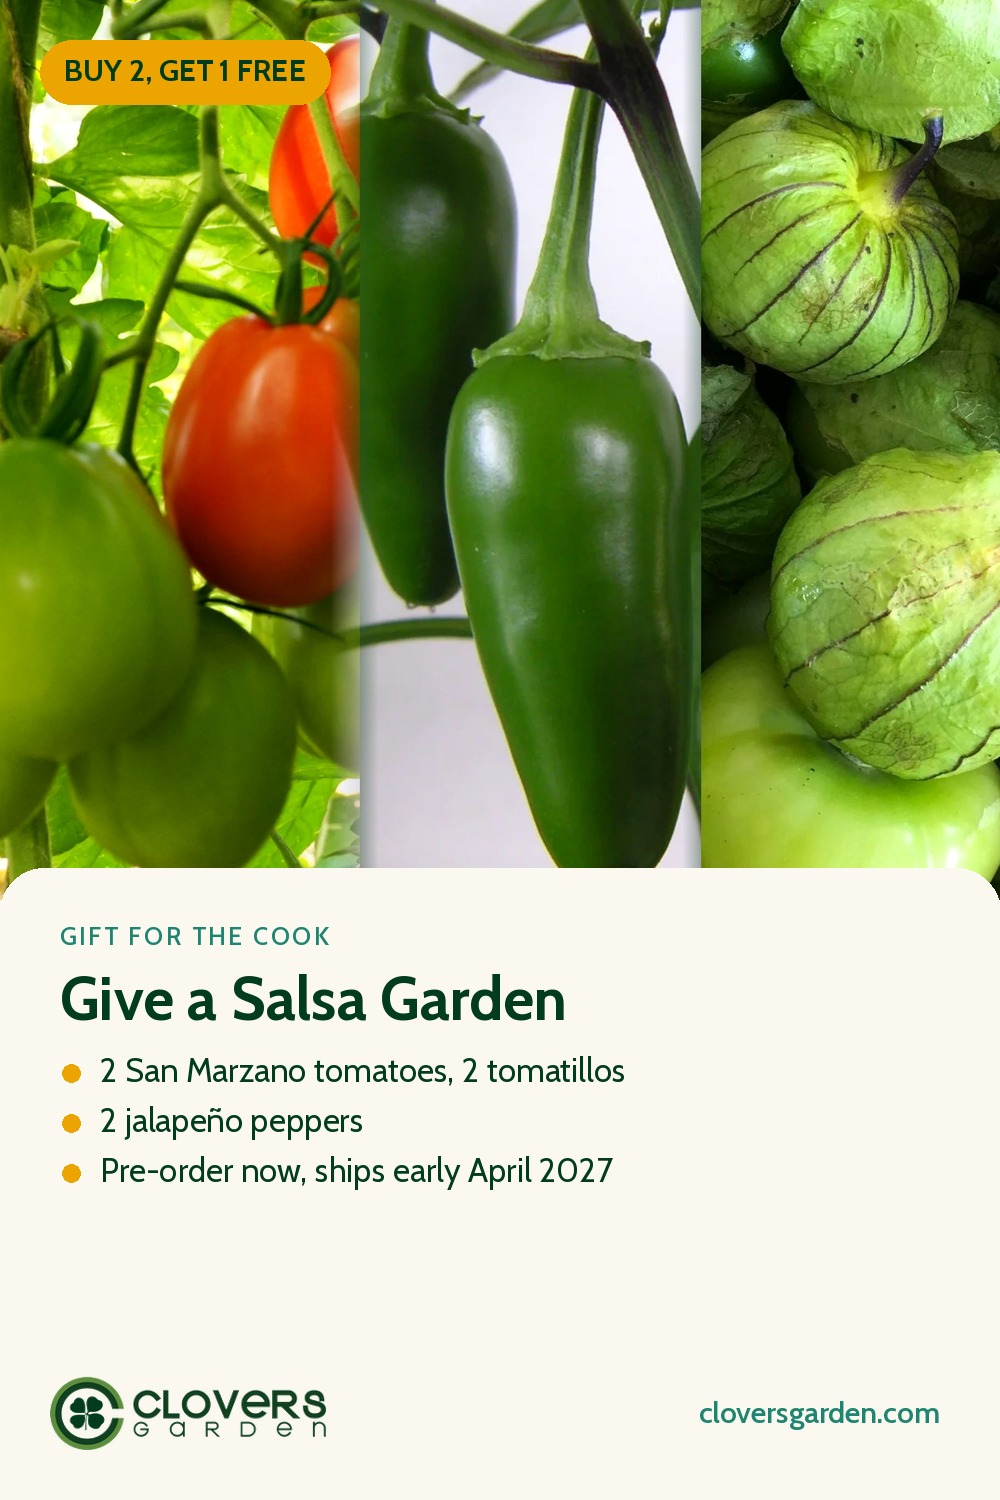 BUY 2, GET 1 FREE
GIFT FOR THE COOK
Give a Salsa Garden
2 San Marzano tomatoes, 2 tomatillos
2 jalapeño peppers
Pre-order now, ships early April 2027
CLOVERS
GARDEN
cloversgarden.com